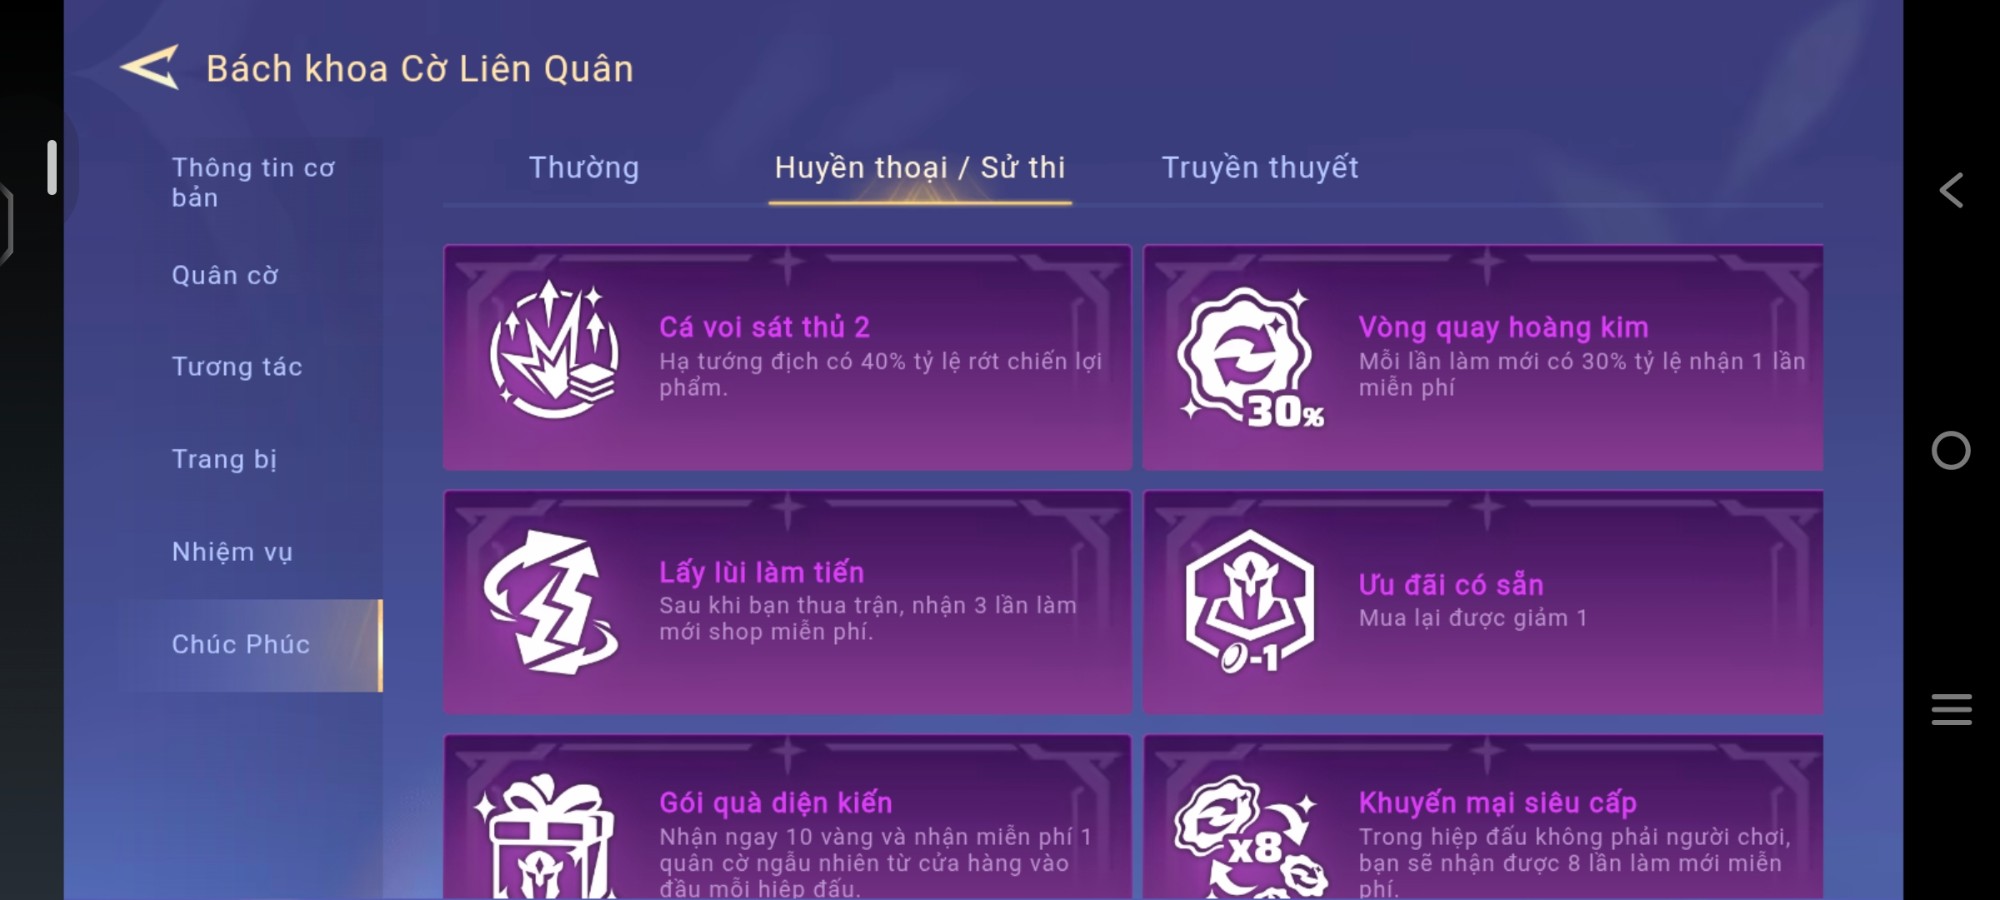 Bách khoa Cờ Liên Quân
Thông tin cơ
bản
Quân cờ
Tương tác
Trang bị
Nhiệm vụ
Chúc Phúc
Thường
Huyền thoại / Sử thi
Truyền thuyết
Cá voi sát thủ 2
Hạ tướng địch có 40% tỷ lệ rớt chiến lợi
phẩm.
30%
Vòng quay hoàng kim
Mỗi lần làm mới có 30% tỷ lệ nhận 1 lần
miễn phí
Lấy lùi làm tiến
Sau khi bạn thua trận, nhận 3 lần làm
mới shop miễn phí.
-1
Ưu đãi có sẵn
Mua lại được giảm 1
Gói quà diện kiến
Nhận ngay 10 vàng và nhận miễn phí 1
quân cờ ngẫu nhiên từ cửa hàng vào
đầu mỗi hiệp đấu.
x8
Khuyến mại siêu cấp
Trong hiệp đấu không phải người chơi,
bạn sẽ nhận được 8 lần làm mới miễn
phí.